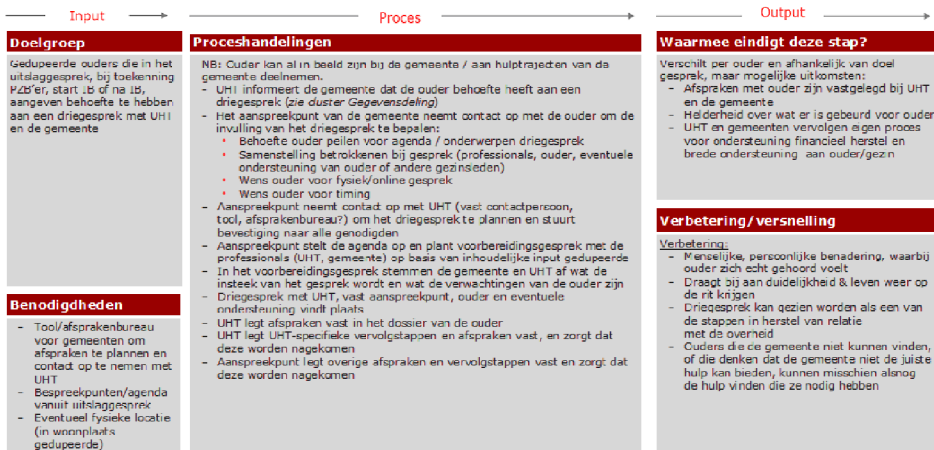 Input
Proces
Output
Doelgroep
Gedupeerde ouders die in het
uitslaggesprek, bij toekenning
PZB'er, start IB of na IB,
aangeven behoefte te hebben
aan een driegesprek met UHT
en de gemeente
Benodigdheden
– Tool/afsprakenbureau
voor gemeenten om
afspraken te plannen en
contact op te nemen met
UHT
– Bespreekpunten/agenda
vanuit uitslaggesprek
– Eventueel fysieke locatie
(in woonplaats
gedupeerde)
Proceshandelingen
NB: Ouder kan al in beeld zijn bij de gemeente / aan hulptrajecten van de
gemeente deelnemen.
– UHT informeert de gemeente dat de ouder behoefte heeft aan een
driegesprek (zie cluster Gegevensdeling)
– Het aanspreekpunt van de gemeente neemt contact op met de ouder om de
invulling van het driegesprek te bepalen:
• Behoefte ouder peilen voor agenda / onderwerpen driegesprek
• Samenstelling betrokkenen bij gesprek (professionals, ouder, eventuele
ondersteuning van ouder of andere gezinsleden)
• Wens ouder voor fysiek/online gesprek
• Wens ouder voor timing
– Aanspreekpunt neemt contact op met UHT (vast contactpersoon,
tool, afsprakenbureau?) om het driegesprek te plannen en stuurt
bevestiging naar alle genodigden
– Aanspreekpunt stelt de agenda op en plant voorbereidingsgesprek met de
professionals (UHT, gemeente) op basis van inhoudelijke input gedupeerde
– In het voorbereidingsgesprek stemmen de gemeente en UHT af wat de
insteek van het gesprek wordt en wat de verwachtingen van de ouder zijn
– Driegesprek met UHT, vast aanspreekpunt, ouder en eventuele
ondersteuning vindt plaats
– UHT legt afspraken vast in het dossier van de ouder
– UHT legt UHT-specifieke vervolgstappen en afspraken vast, en zorgt dat
deze worden nagekomen
– Aanspreekpunt legt overige afspraken en vervolgstappen vast en zorgt dat
deze worden nagekomen
Waarmee eindigt deze stap?
Verschilt per ouder en afhankelijk van doel
gesprek, maar mogelijke uitkomsten:
– Afspraken met ouder zijn vastgelegd bij UHT
en de gemeente
– Helderheid over wat er is gebeurd voor ouder
– UHT en gemeenten vervolgen eigen proces
voor ondersteuning financieel herstel en
brede ondersteuning aan ouder/gezin
Verbetering/versnelling
Verbetering:
– Menselijke, persoonlijke benadering, waarbij
ouder zich echt gehoord voelt
– Draagt bij aan duidelijkheid & leven weer op
de rit krijgen
– Driegesprek kan gezien worden als een van
de stappen in herstel van relatie
met de overheid
– Ouders die de gemeente niet kunnen vinden,
of die denken dat de gemeente niet de juiste
hulp kan bieden, kunnen misschien alsnog
de hulp vinden die ze nodig hebben